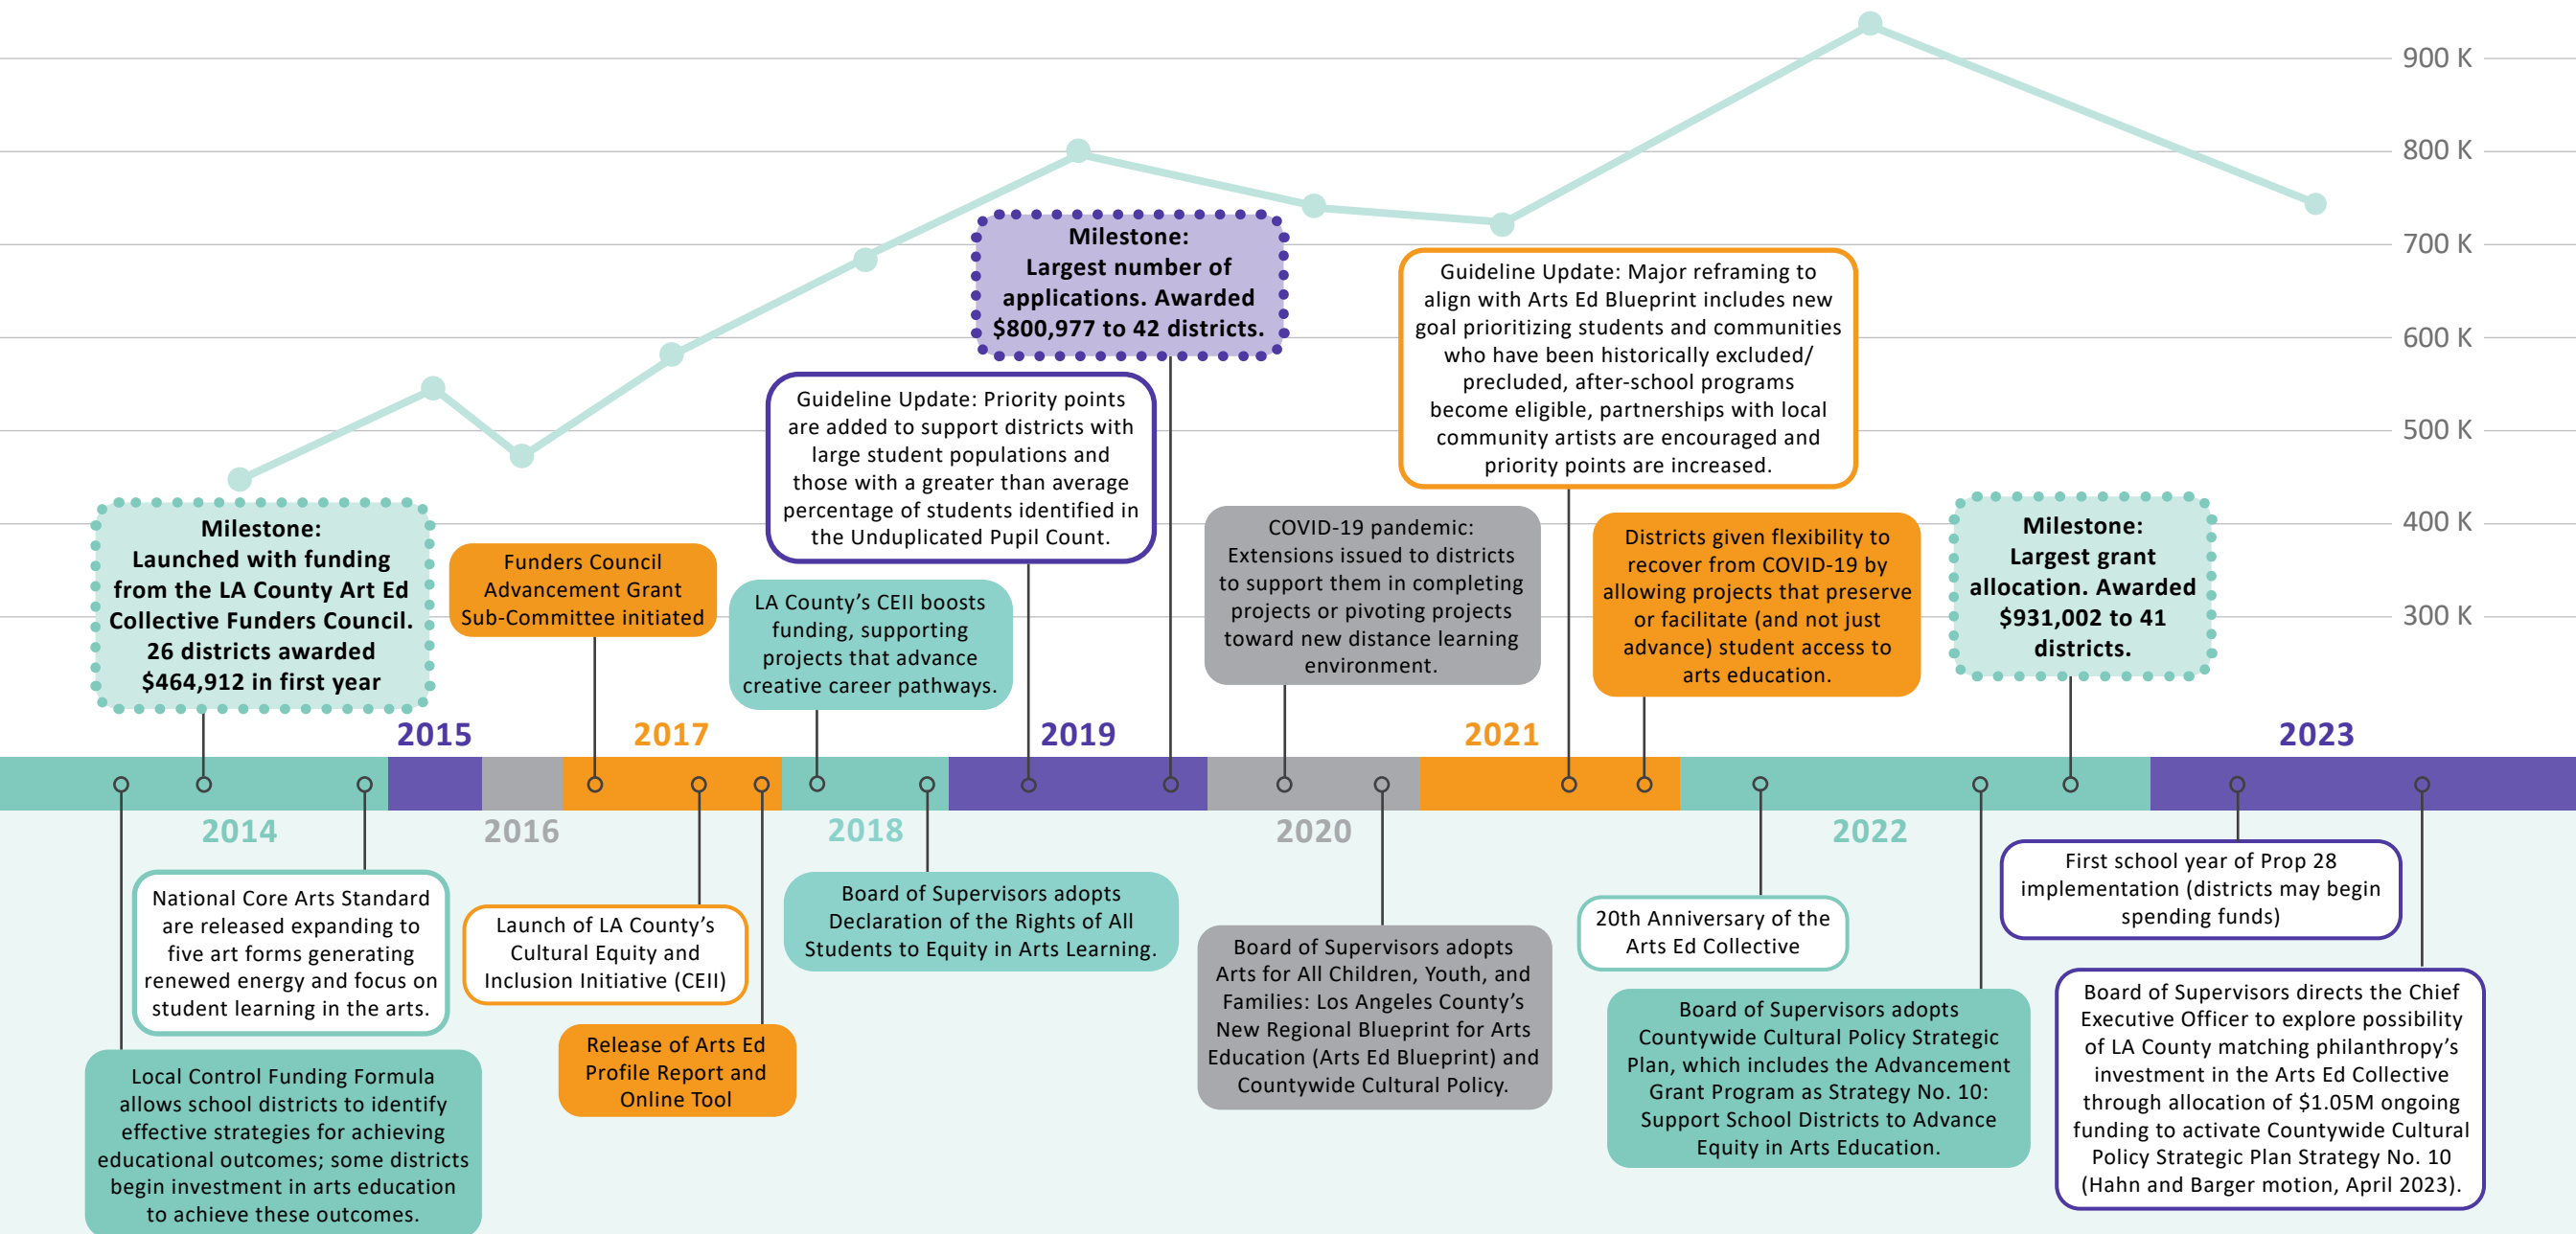 900 K
800 K
700 K
600 K
500 K
400 K
300 K
Milestone:
Launched with funding
from the LA County Art Ed
Collective Funders Council.
26 districts awarded
$464,912 in first year
Funders Council
Advancement Grant
Sub-Committee initiated
LA County’s CEII boosts
funding, supporting
projects that advance
creative career pathways.
Guideline Update: Priority points
are added to support districts with
large student populations and
those with a greater than average
percentage of students identified in
the Unduplicated Pupil Count.
Milestone:
Largest number of
applications. Awarded
$800,977 to 42 districts.
COVID-19 pandemic:
Extensions issued to districts
to support them in completing
projects or pivoting projects
toward new distance learning
environment.
Guideline Update: Major reframing to
align with Arts Ed Blueprint includes new
goal prioritizing students and communities
who have been historically excluded/
precluded, after-school programs
become eligible, partnerships with local
community artists are encouraged and
priority points are increased.
Districts given flexibility to
recover from COVID-19 by
allowing projects that preserve
or facilitate (and not just
advance) student access to
arts education.
Milestone:
Largest grant
allocation. Awarded
$931,002 to 41
districts.
2015
2017
2019
2021
2023
2014
2016
2018
2020
2022
National Core Arts Standard
are released expanding to
five art forms generating
renewed energy and focus on
student learning in the arts.
Local Control Funding Formula
allows school districts to identify
effective strategies for achieving
educational outcomes; some districts
begin investment in arts education
to achieve these outcomes.
Launch of LA County’s
Cultural Equity and
Inclusion Initiative (CEII)
Release of Arts Ed
Profile Report and
Online Tool
Board of Supervisors adopts
Declaration of the Rights of All
Students to Equity in Arts Learning.
Board of Supervisors adopts
Arts for All Children, Youth, and
Families: Los Angeles County’s
New Regional Blueprint for Arts
Education (Arts Ed Blueprint) and
Countywide Cultural Policy.
20th Anniversary of the
Arts Ed Collective
Board of Supervisors adopts
Countywide Cultural Policy Strategic
Plan, which includes the Advancement
Grant Program as Strategy No. 10:
Support School Districts to Advance
Equity in Arts Education.
First school year of Prop 28
implementation (districts may begin
spending funds)
Board of Supervisors directs the Chief
Executive Officer to explore possibility
of LA County matching philanthropy’s
investment in the Arts Ed Collective
through allocation of $1.05M ongoing
funding to activate Countywide Cultural
Policy Strategic Plan Strategy No. 10
(Hahn and Barger motion, April 2023).